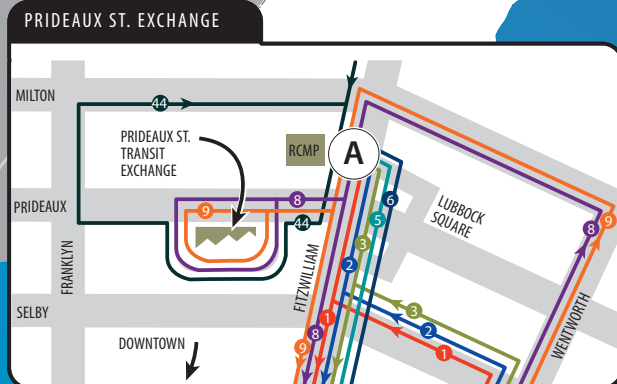 PRIDEAUX ST. EXCHANGE
MILTON
44
PRIDEAUX ST.
TRANSIT
EXCHANGE
RCMP
A
PRIDEAUX
9
8
44
6
5
3
2
LUBBOCK
SQUARE
8
9
FRANKLYN
FITZWILLIAM
WENTWORTH
SELBY
1
8
9
3
2
1
DOWNTOWN